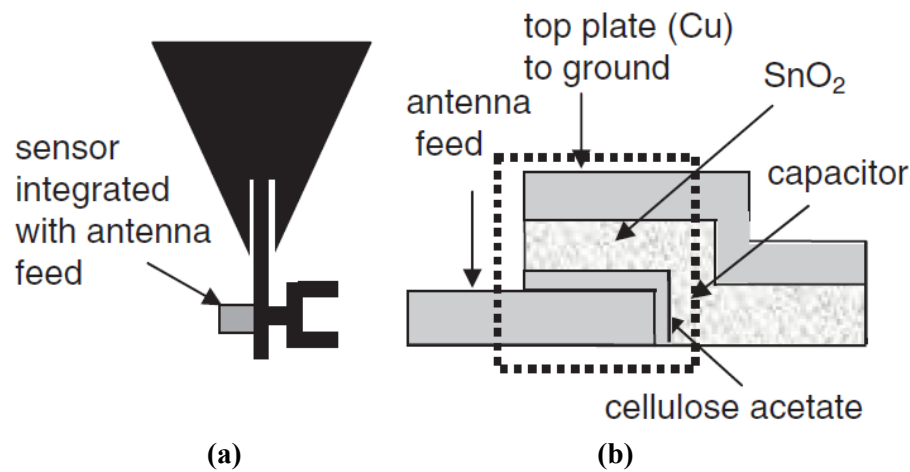 sensor
integrated
with antenna
feed
(a)
top plate (Cu)
to ground
SnO₂
antenna
feed
capacitor
cellulose acetate
(b)